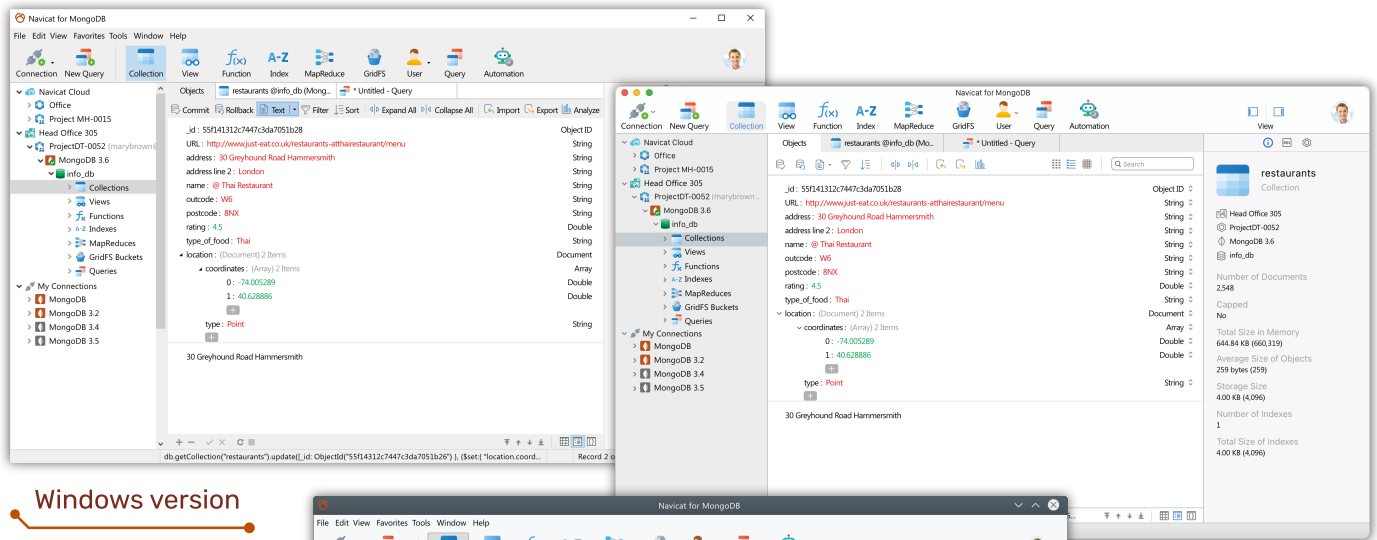 Navicat for MongoDB
File Edit View Favorites Tools Window Help
Connection New Query Collection View Function Index MapReduce GridFS User Query Automation
f(x) A-Z
Navicat Cloud
Office
Project MH-0015
Head Office 305
ProjectDT-0052 (marybrown@
MongoDB 3.6
info_db
Collections
Views
Functions
A-Z Indexes
MapReduces
GridFS Buckets
Queries
My Connections
MongoDB
MongoDB 3.2
MongoDB 3.4
MongoDB 3.5
Objects restaurants @info_db (Mong... * Untitled - Query
Commit Rollback Text Filter Sort Expand All Collapse All Import Export Analyze
_id : 55f141312c7447c3da7051b28 Object ID
URL : http://www.just-eat.co.uk/restaurants-atthairestaurant/menu String
address : 30 Greyhound Road Hammersmith String
address line 2 : London String
name : @ Thai Restaurant String
outcode : W6 String
postcode : 8NX String
rating : 4.5 Double
type_of_food : Thai String
location : (Document) 2 Items Document
coordinates : (Array) 2 Items Array
0 : -74.005289 Double
1 : 40.628886 Double
type : Point String
30 Greyhound Road Hammersmith
db.getCollection("restaurants").update({_id: ObjectId("55f14312c7447c3da7051b26") }, {$set:{ "location.coord... Record 2 o
Navicat for MongoDB
Connection New Query Collection View Function Index MapReduce GridFS User Query Automation View
f(x) A-Z
Navicat Cloud
Office
Project MH-0015
Head Office 305
ProjectDT-0052 (marybrown...
MongoDB 3.6
info_db
Collections
Views
Functions
A-Z Indexes
MapReduces
GridFS Buckets
Queries
My Connections
MongoDB
MongoDB 3.2
MongoDB 3.4
MongoDB 3.5
Objects restaurants @info_db (Mo... * Untitled - Query
Search
_id : 55f141312c7447c3da7051b28 Object ID
URL : http://www.just-eat.co.uk/restaurants-atthairestaurant/menu String
address : 30 Greyhound Road Hammersmith String
address line 2 : London String
name : @ Thai Restaurant String
outcode : W6 String
postcode : 8NX String
rating : 4.5 Double
type_of_food : Thai String
location : (Document) 2 Items Document
coordinates : (Array) 2 Items Array
0 : -74.005289 Double
1 : 40.628886 Double
type : Point String
30 Greyhound Road Hammersmith
restaurants
Collection
Head Office 305
ProjectDT-0052
MongoDB 3.6
info_db
Number of Documents
2,548
Capped
No
Total Size in Memory
644.84 KB (660,319)
Average Size of Objects
259 bytes (259)
Storage Size
4.00 KB (4,096)
Number of Indexes
1
Total Size of Indexes
4.00 KB (4,096)
Windows version
Navicat for MongoDB
File Edit View Favorites Tools Window Help